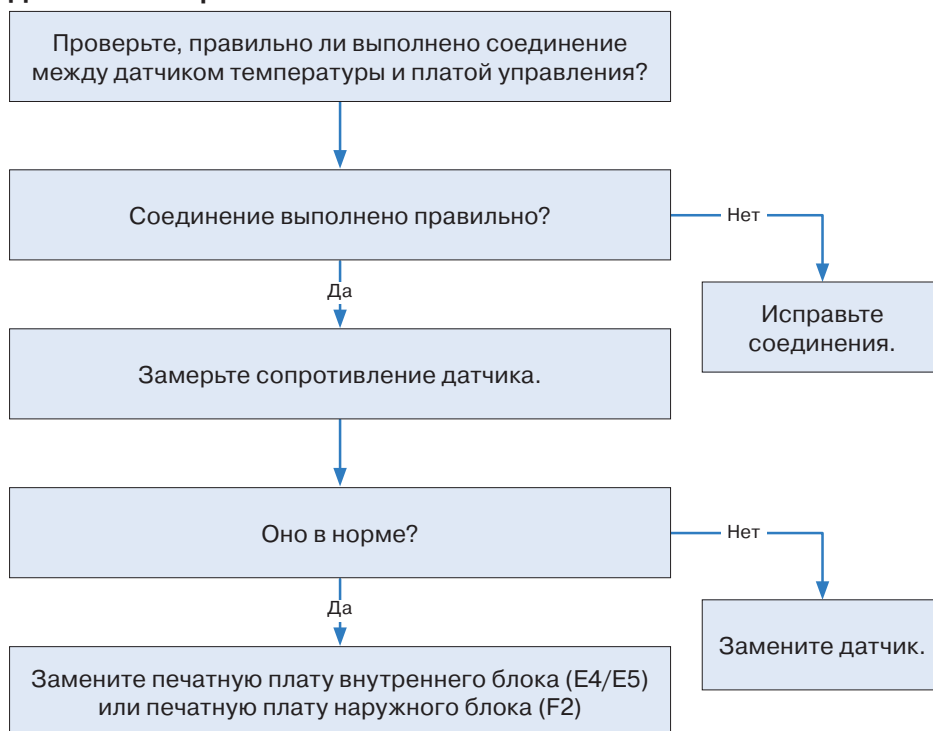 Проверьте, правильно ли выполнено соединение
между датчиком температуры и платой управления?
Соединение выполнено правильно?
Нет
Да
Исправьте
соединения.
Замерьте сопротивление датчика.
Оно в норме?
Нет
Да
Замените датчик.
Замените печатную плату внутреннего блока (E4/E5)
или печатную плату наружного блока (F2)